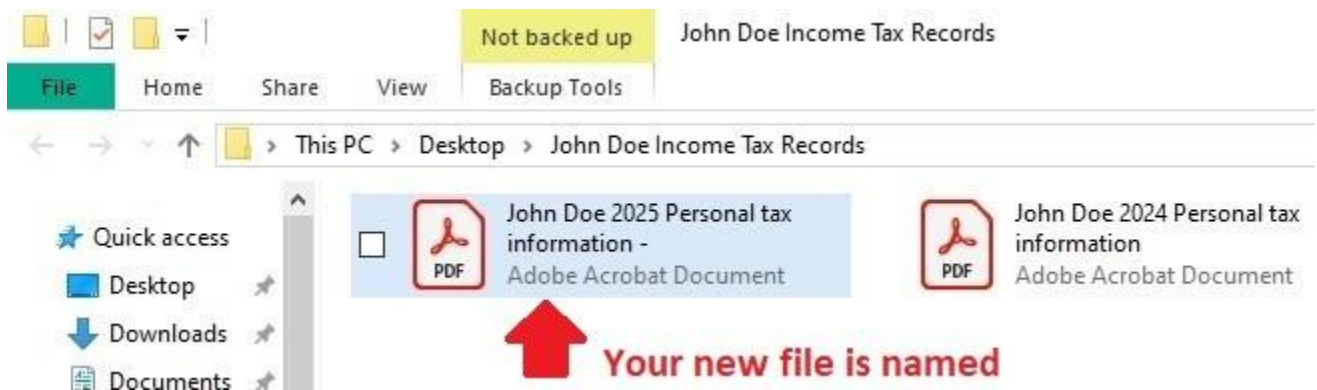 Not backed up
John Doe Income Tax Records
File
Home
Share
View
Backup Tools
This PC > Desktop > John Doe Income Tax Records
Quick access
Desktop
Downloads
Documents
John Doe 2025 Personal tax
information -
Adobe Acrobat Document
PDF
John Doe 2024 Personal tax
information
Adobe Acrobat Document
PDF
Your new file is named